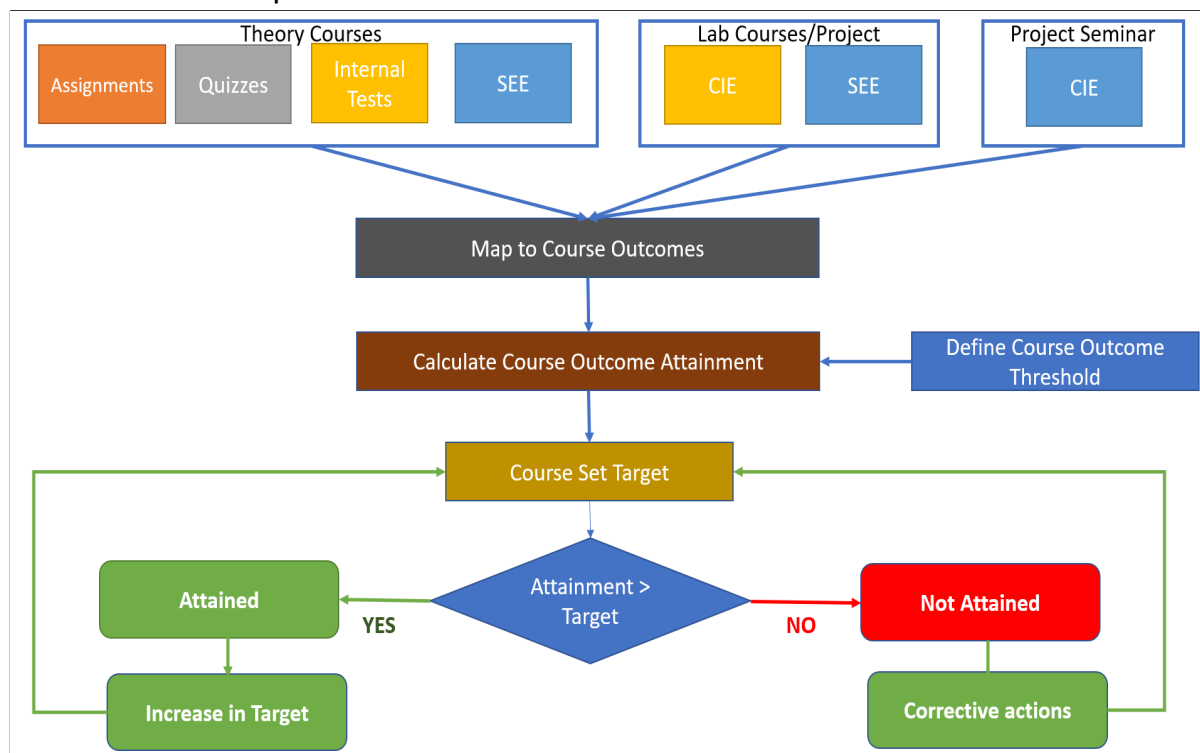 Theory Courses
Assignments
Quizzes
Internal
Tests
SEE
Lab Courses/Project
CIE
SEE
Project Seminar
CIE
Map to Course Outcomes
Calculate Course Outcome Attainment
Define Course Outcome
Threshold
Course Set Target
Attainment >
Target
YES
NO
Attained
Not Attained
Increase in Target
Corrective actions